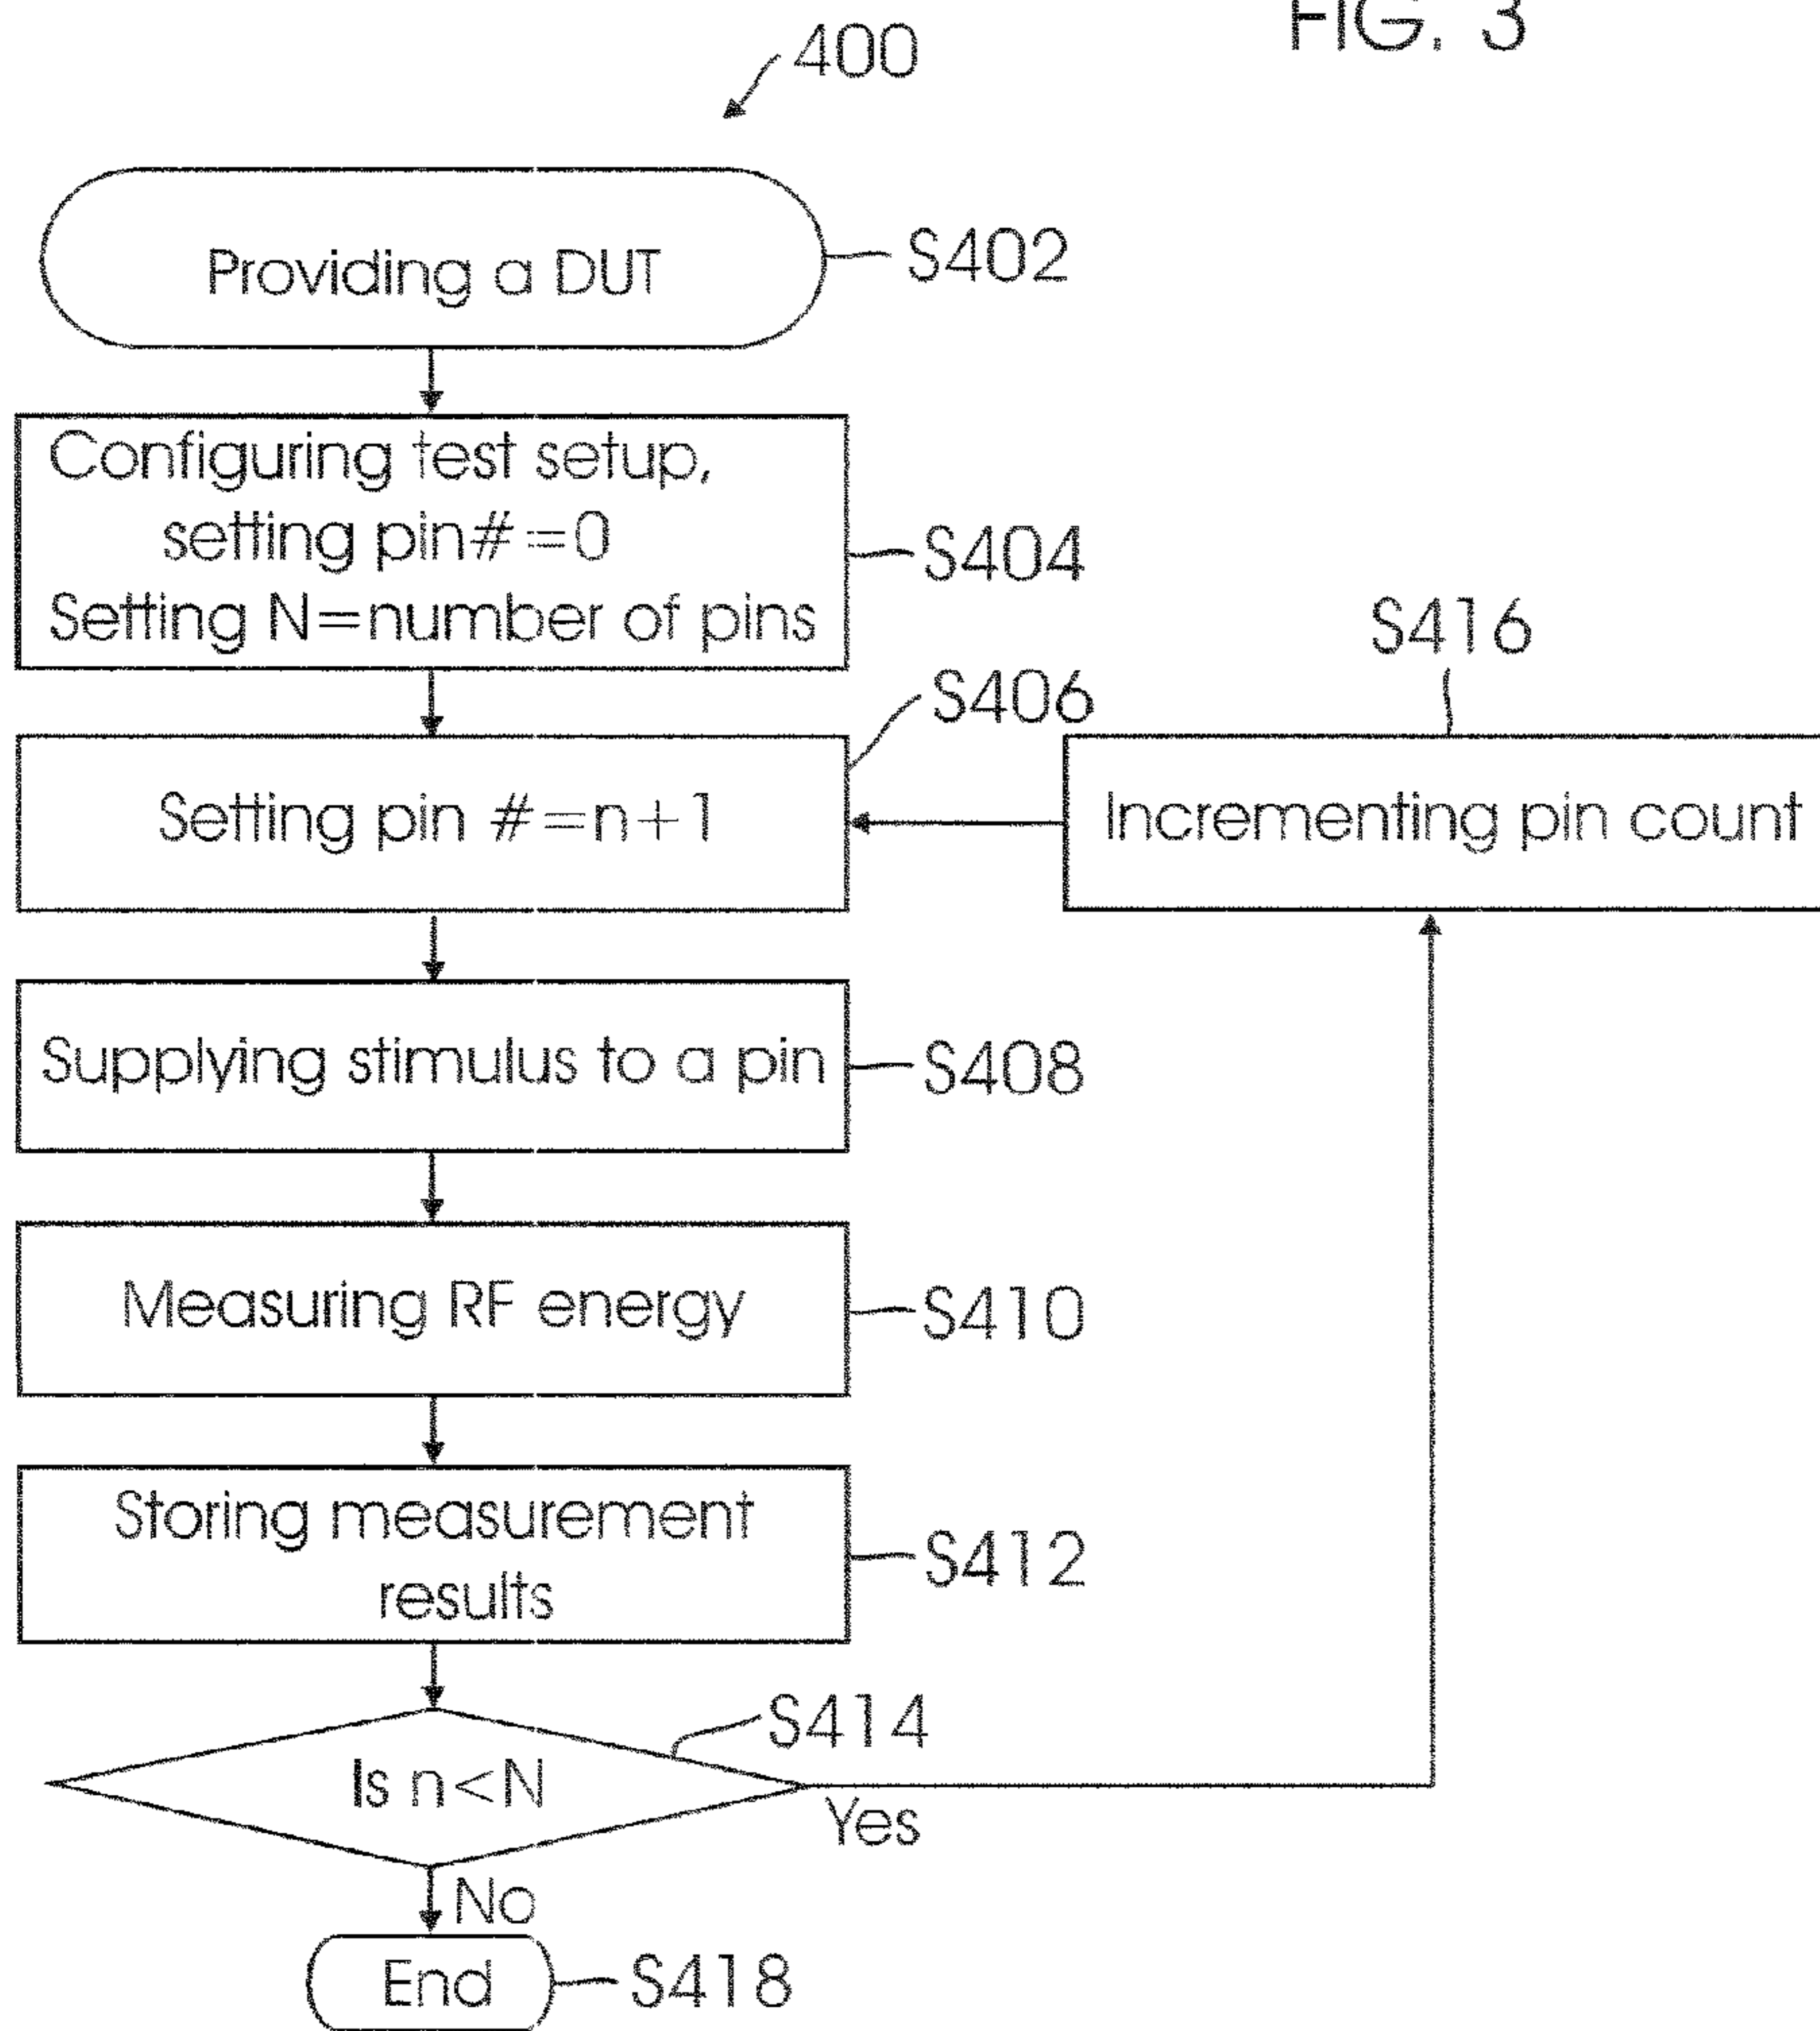 FIG. 3
400
Providing a DUT
S402
Configuring test setup,
setting pin#=0
Setting N=number of pins
S404
S416
S406
Setting pin #=n+1
Incrementing pin count
Supplying stimulus to a pin
S408
Measuring RF energy
S410
Storing measurement
results
S412
S414
Is n<N
Yes
No
End
S418